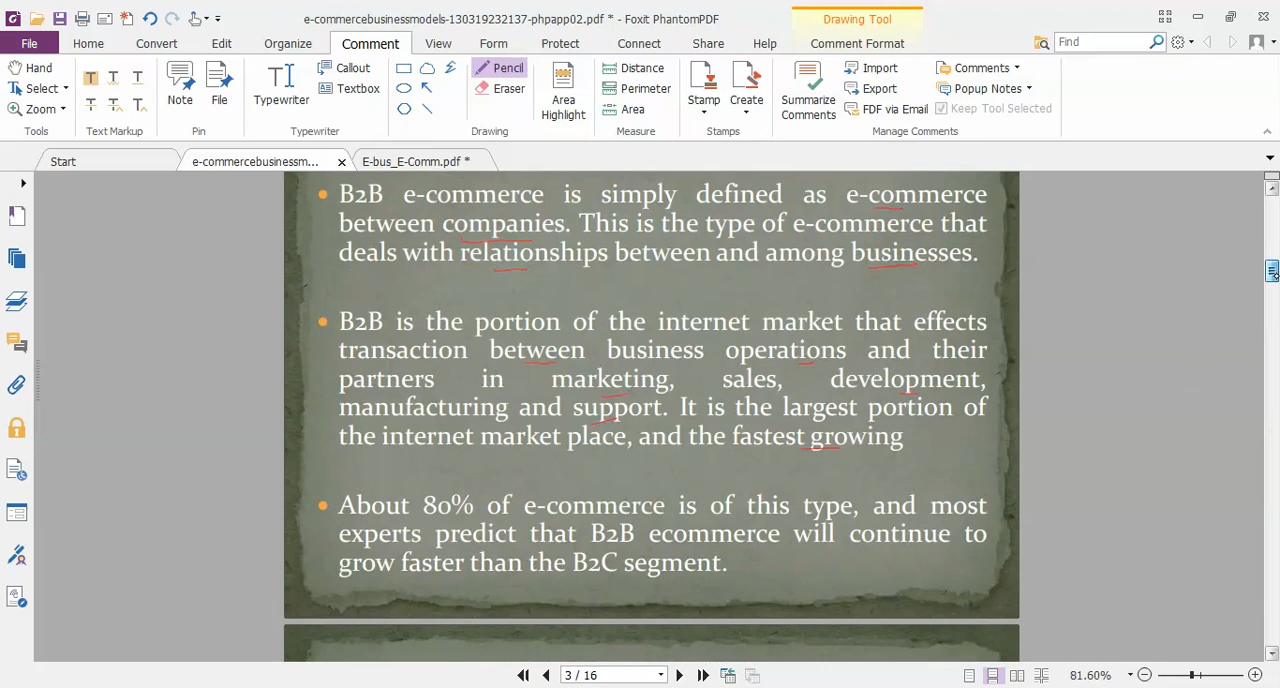 e-commercebusinessmodels-130319232137-phpapp02.pdf * - Foxit PhantomPDF
Drawing Tool
File Home Convert Edit Organize Comment View Form Protect Connect Share Help Comment Format Find
Hand Callout Pencil Distance Import Comments
Select Note File Typewriter Textbox Eraser Area Highlight Perimeter Stamp Create Summarize Comments Export Popup Notes
Zoom Area FDF via Email Keep Tool Selected
Tools Text Markup Pin Typewriter Drawing Measure Stamps Manage Comments
Start e-commercebusinessm... E-bus_E-Comm.pdf *
• B2B e-commerce is simply defined as e-commerce
between companies. This is the type of e-commerce that
deals with relationships between and among businesses.
• B2B is the portion of the internet market that effects
transaction between business operations and their
partners in marketing, sales, development,
manufacturing and support. It is the largest portion of
the internet market place, and the fastest growing
• About 80% of e-commerce is of this type, and most
experts predict that B2B ecommerce will continue to
grow faster than the B2C segment.
3 / 16 81.60%